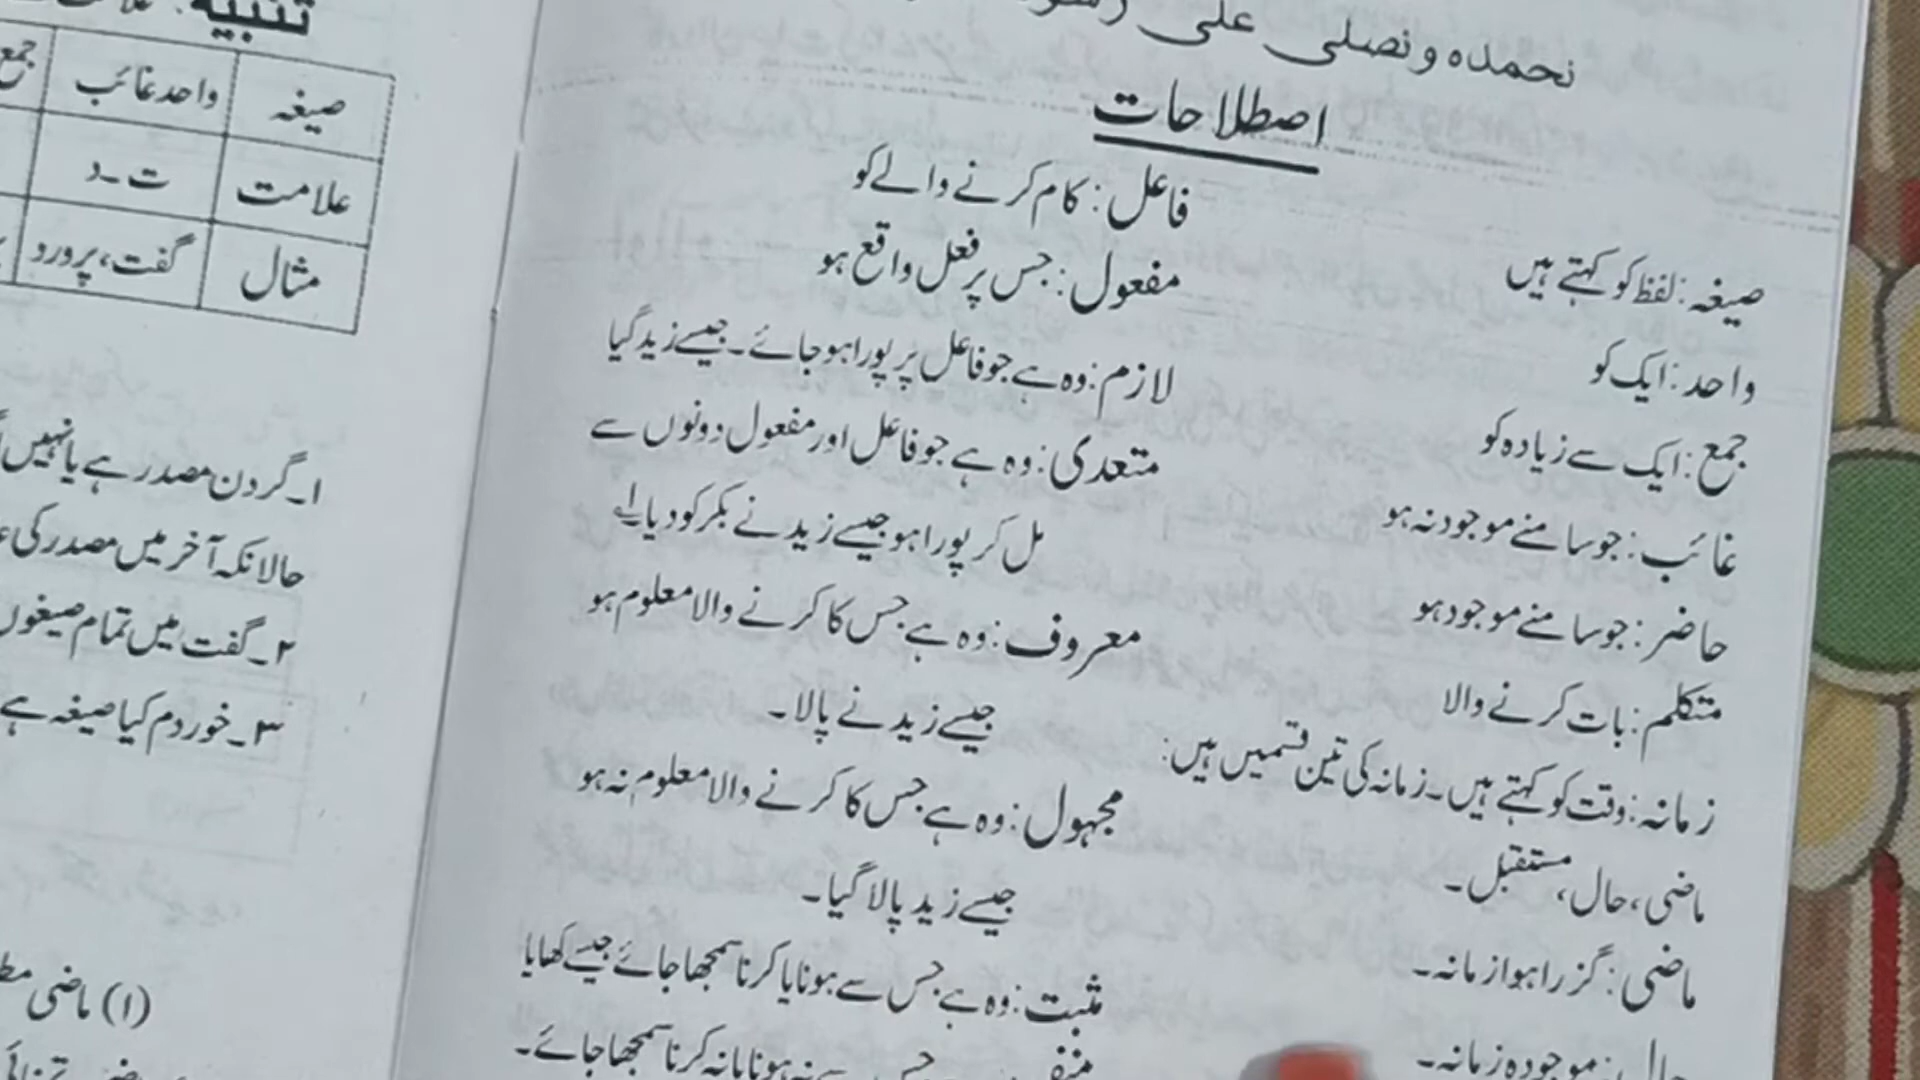 نحمدہ ونصلی علی
اصطلاحات
صیغہ: لفظ کو کہتے ہیں
واحد: ایک کو
جمع: ایک سے زیادہ کو
غائب: جو سامنے موجود نہ ہو
حاضر: جو سامنے موجود ہو
متکلم: بات کرنے والا
زمانہ: وقت کو کہتے ہیں۔ زمانہ کی تین قسمیں ہیں:
ماضی، حال، مستقبل۔
ماضی: گزرا ہوا زمانہ۔
حال: موجودہ زمانہ۔
فاعل: کام کرنے والے کو
مفعول: جس پر فعل واقع ہو
لازم: وہ ہے جو فاعل پر پورا ہو جائے۔ جیسے زید گیا
متعدی: وہ ہے جو فاعل اور مفعول دونوں سے
مل کر پورا ہو جیسے زید نے بکر کو دیا
معروف: وہ ہے جس کا کرنے والا معلوم ہو
جیسے زید نے پالا۔
مجہول: وہ ہے جس کا کرنے والا معلوم نہ ہو
جیسے زید پالا گیا۔
مثبت: وہ ہے جس سے ہونا یا کرنا سمجھا جائے جیسے کھایا
جس سے نہ ہونا یا نہ کرنا سمجھا جائے۔
تنبیہ:
صیغہ واحد غائب جمع
علامت ت۔د
مثال گفت، پرورد
۱۔ گردن مصدر ہے یا نہیں
حالانکہ آخر میں مصدر کی
۲۔ گفت میں تمام صیغوں
۳۔ خوردم کیا صیغہ ہے
(۱) ماضی